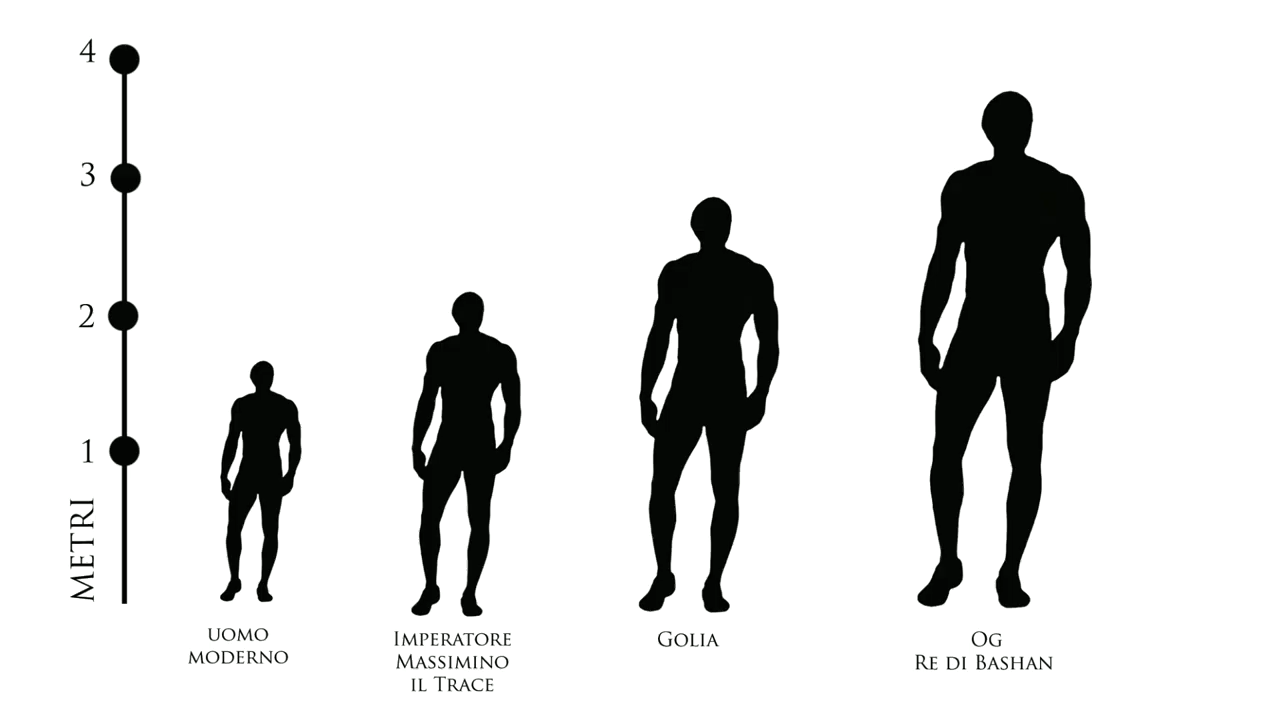 4
3
2
1
METRI
UOMO
MODERNO
IMPERATORE
MASSIMINO
IL TRACE
GOLIA
OG
RE DI BASHAN